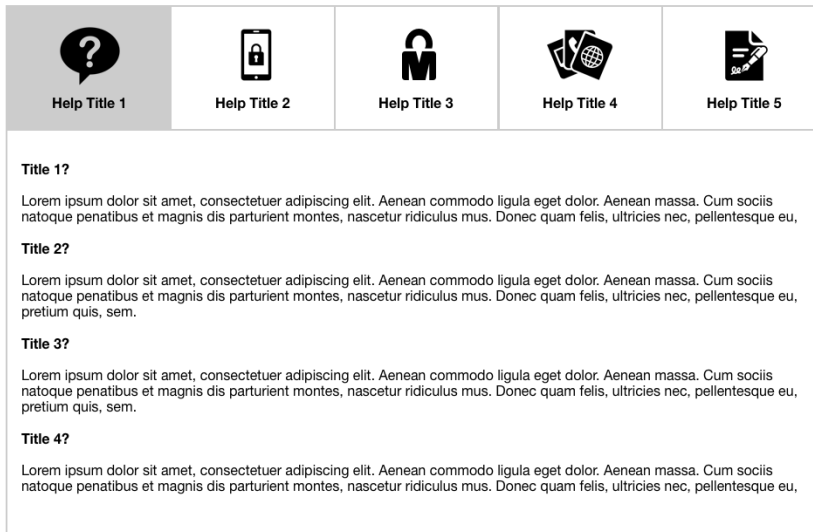 Help Title 1
Help Title 2
Help Title 3
Help Title 4
Help Title 5
Title 1?
Lorem ipsum dolor sit amet, consectetuer adipiscing elit. Aenean commodo ligula eget dolor. Aenean massa. Cum sociis
natoque penatibus et magnis dis parturient montes, nascetur ridiculus mus. Donec quam felis, ultricies nec, pellentesque eu,
Title 2?
Lorem ipsum dolor sit amet, consectetuer adipiscing elit. Aenean commodo ligula eget dolor. Aenean massa. Cum sociis
natoque penatibus et magnis dis parturient montes, nascetur ridiculus mus. Donec quam felis, ultricies nec, pellentesque eu,
pretium quis, sem.
Title 3?
Lorem ipsum dolor sit amet, consectetuer adipiscing elit. Aenean commodo ligula eget dolor. Aenean massa. Cum sociis
natoque penatibus et magnis dis parturient montes, nascetur ridiculus mus. Donec quam felis, ultricies nec, pellentesque eu,
pretium quis, sem.
Title 4?
Lorem ipsum dolor sit amet, consectetuer adipiscing elit. Aenean commodo ligula eget dolor. Aenean massa. Cum sociis
natoque penatibus et magnis dis parturient montes, nascetur ridiculus mus. Donec quam felis, ultricies nec, pellentesque eu,